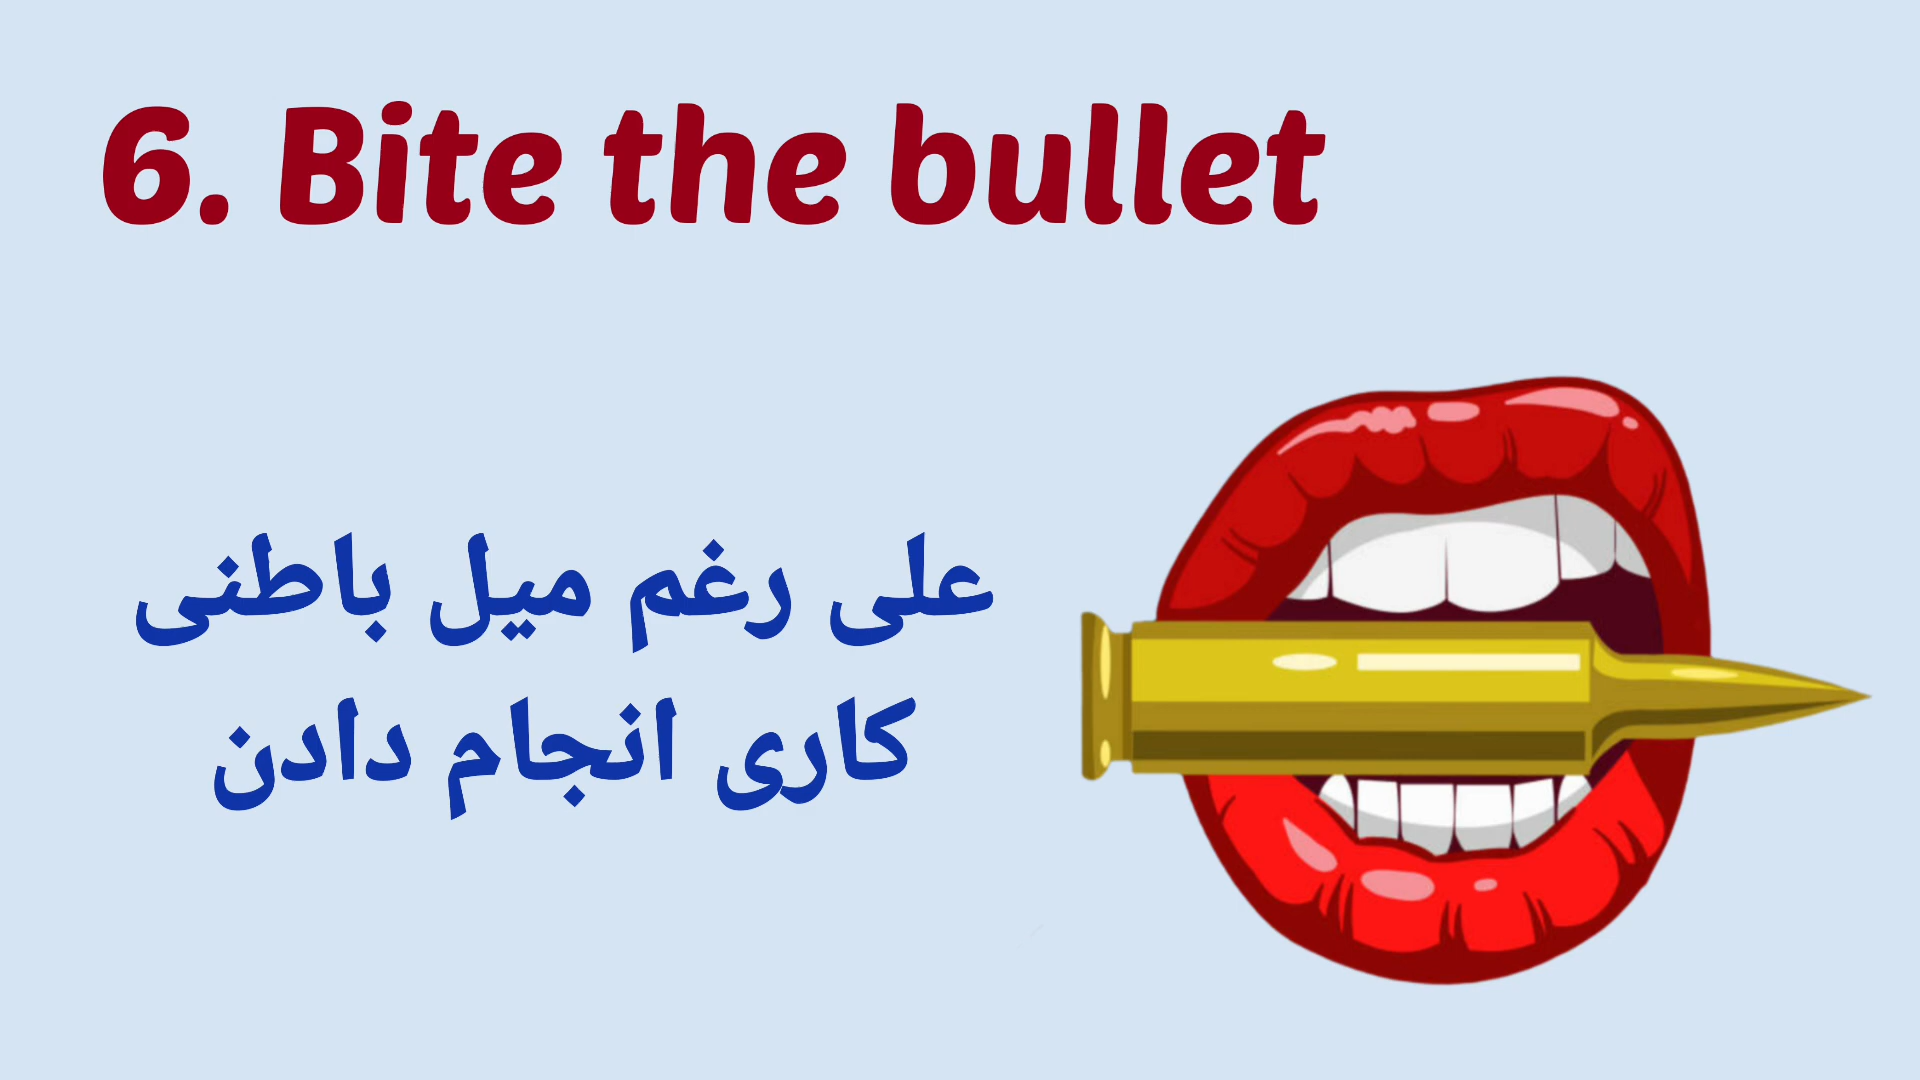 6. Bite the bullet
علی رغم میل باطنی
کاری انجام دادن